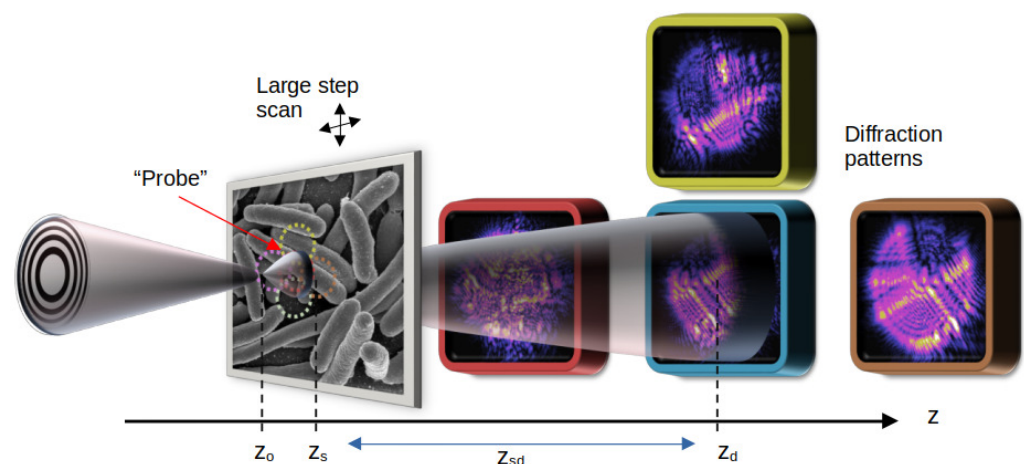 Large step
scan
“Probe”
Diffraction
patterns
z
zo
zs
zsd
zd